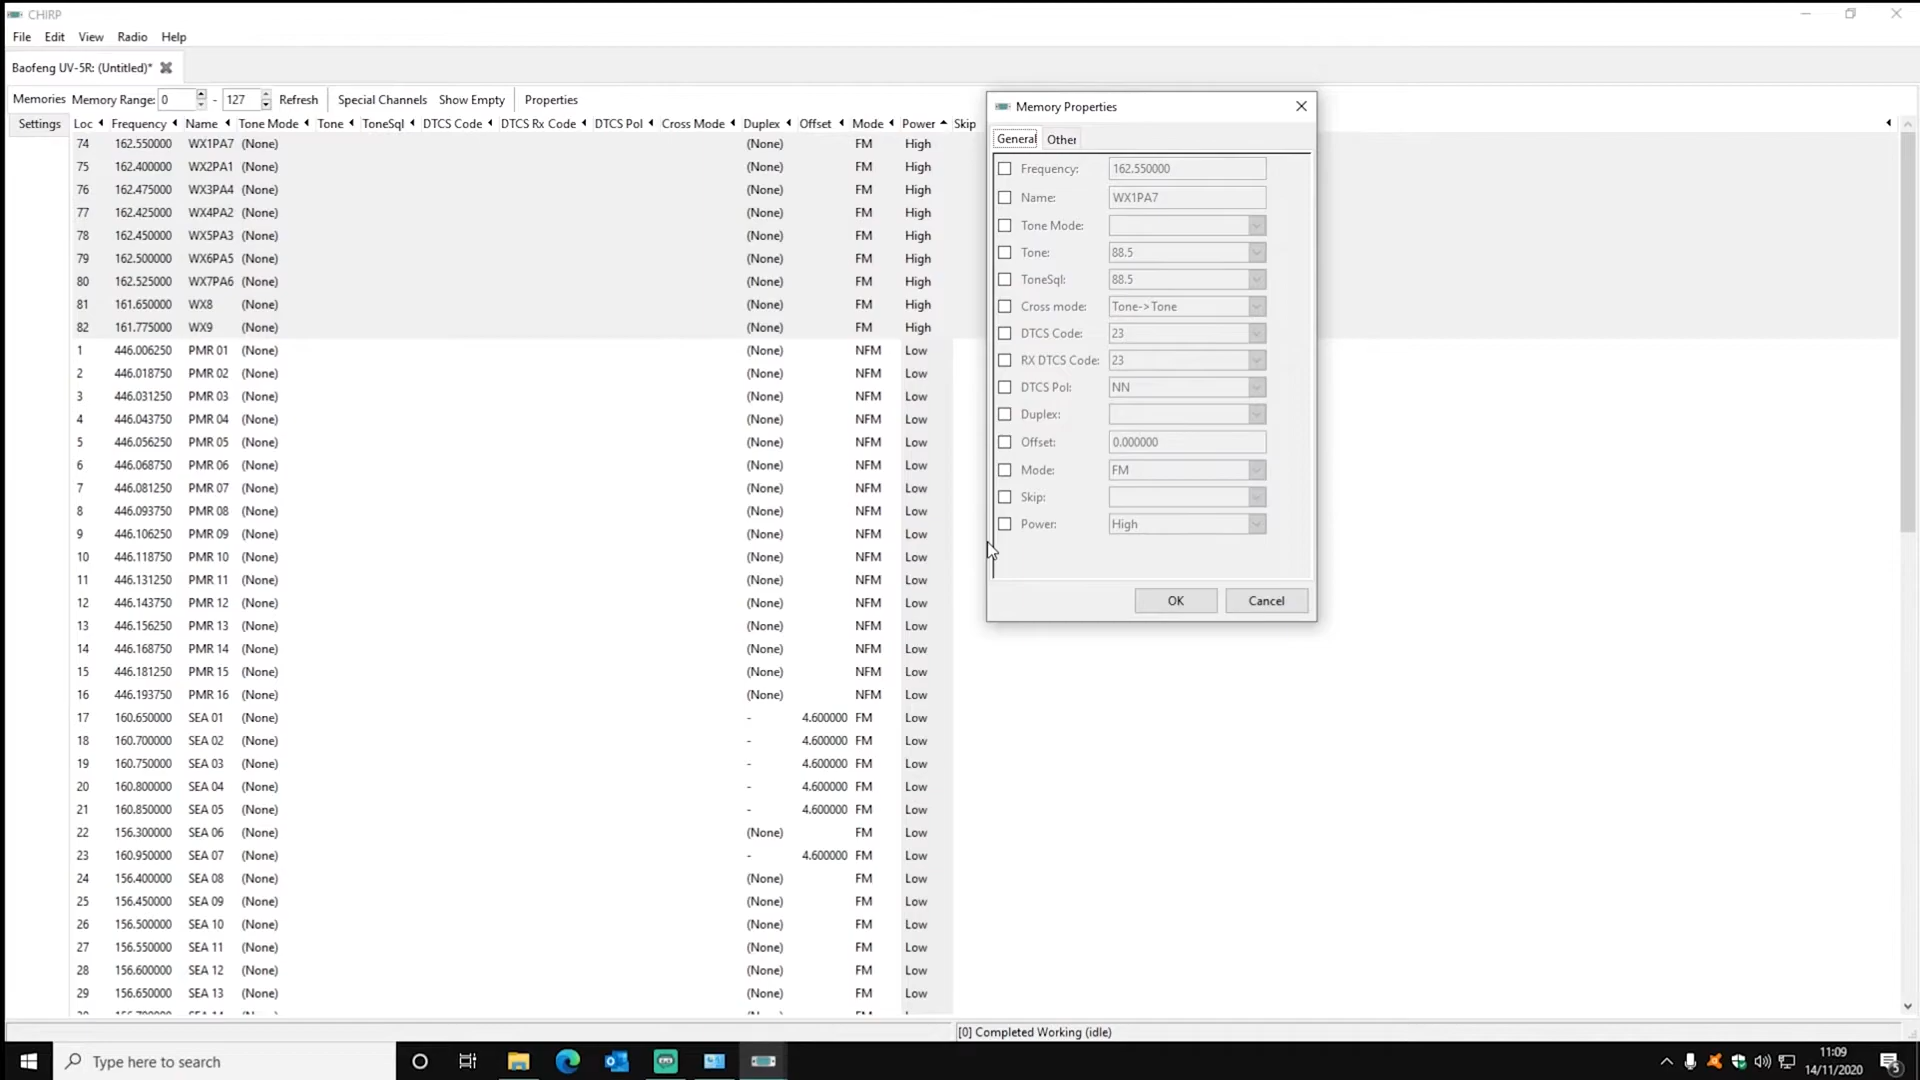 CHIRP
File Edit View Radio Help
Baofeng UV-5R: (Untitled)*
Memories Memory Range: 0 - 127 Refresh Special Channels Show Empty Properties
Settings
Loc Frequency Name Tone Mode Tone ToneSql DTCS Code DTCS Rx Code DTCS Pol Cross Mode Duplex Offset Mode Power Skip
74 162.550000 WX1PA7 (None) (None) FM High
75 162.400000 WX2PA1 (None) (None) FM High
76 162.475000 WX3PA4 (None) (None) FM High
77 162.425000 WX4PA2 (None) (None) FM High
78 162.450000 WX5PA3 (None) (None) FM High
79 162.500000 WX6PA5 (None) (None) FM High
80 162.525000 WX7PA6 (None) (None) FM High
81 161.650000 WX8 (None) (None) FM High
82 161.775000 WX9 (None) (None) FM High
1 446.006250 PMR 01 (None) (None) NFM Low
2 446.018750 PMR 02 (None) (None) NFM Low
3 446.031250 PMR 03 (None) (None) NFM Low
4 446.043750 PMR 04 (None) (None) NFM Low
5 446.056250 PMR 05 (None) (None) NFM Low
6 446.068750 PMR 06 (None) (None) NFM Low
7 446.081250 PMR 07 (None) (None) NFM Low
8 446.093750 PMR 08 (None) (None) NFM Low
9 446.106250 PMR 09 (None) (None) NFM Low
10 446.118750 PMR 10 (None) (None) NFM Low
11 446.131250 PMR 11 (None) (None) NFM Low
12 446.143750 PMR 12 (None) (None) NFM Low
13 446.156250 PMR 13 (None) (None) NFM Low
14 446.168750 PMR 14 (None) (None) NFM Low
15 446.181250 PMR 15 (None) (None) NFM Low
16 446.193750 PMR 16 (None) (None) NFM Low
17 160.650000 SEA 01 (None) - 4.600000 FM Low
18 160.700000 SEA 02 (None) - 4.600000 FM Low
19 160.750000 SEA 03 (None) - 4.600000 FM Low
20 160.800000 SEA 04 (None) - 4.600000 FM Low
21 160.850000 SEA 05 (None) - 4.600000 FM Low
22 156.300000 SEA 06 (None) (None) FM Low
23 160.950000 SEA 07 (None) - 4.600000 FM Low
24 156.400000 SEA 08 (None) (None) FM Low
25 156.450000 SEA 09 (None) (None) FM Low
26 156.500000 SEA 10 (None) (None) FM Low
27 156.550000 SEA 11 (None) (None) FM Low
28 156.600000 SEA 12 (None) (None) FM Low
29 156.650000 SEA 13 (None) (None) FM Low
Memory Properties
General Other
Frequency: 162.550000
Name: WX1PA7
Tone Mode:
Tone: 88.5
ToneSql: 88.5
Cross mode: Tone->Tone
DTCS Code: 23
RX DTCS Code: 23
DTCS Pol: NN
Duplex:
Offset: 0.000000
Mode: FM
Skip:
Power: High
OK Cancel
[0] Completed Working (idle)
Type here to search
11:09
14/11/2020
5